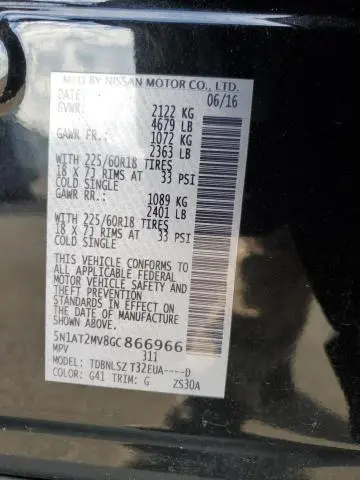 MFD BY NISSAN MOTOR CO., LTD.
DATE: 06/16
GVWR: 2122 KG
4679 LB
GAWR FR.: 1072 KG
2363 LB
WITH 225/60R18 TIRES
18 X 7J RIMS AT 33 PSI
COLD SINGLE
GAWR RR.: 1089 KG
2401 LB
WITH 225/60R18 TIRES
18 X 7J RIMS AT 33 PSI
COLD SINGLE
THIS VEHICLE CONFORMS TO
ALL APPLICABLE FEDERAL
MOTOR VEHICLE SAFETY AND
THEFT PREVENTION
STANDARDS IN EFFECT ON
THE DATE OF MANUFACTURE
SHOWN ABOVE.
5N1AT2MV8GC866966
MPV 311
TDBNLSZ T32EUA----D
COLOR: G41 TRIM: G ZS30A